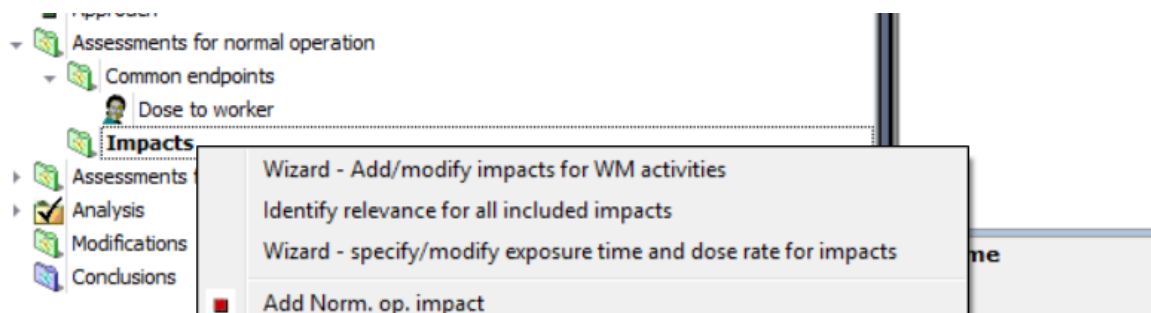 Approach
Assessments for normal operation
Common endpoints
Dose to worker
Impacts
Wizard - Add/modify impacts for WM activities
Assessments
Identify relevance for all included impacts
Analysis
Modifications
Wizard - specify/modify exposure time and dose rate for impacts
me
Conclusions
Add Norm. op. impact